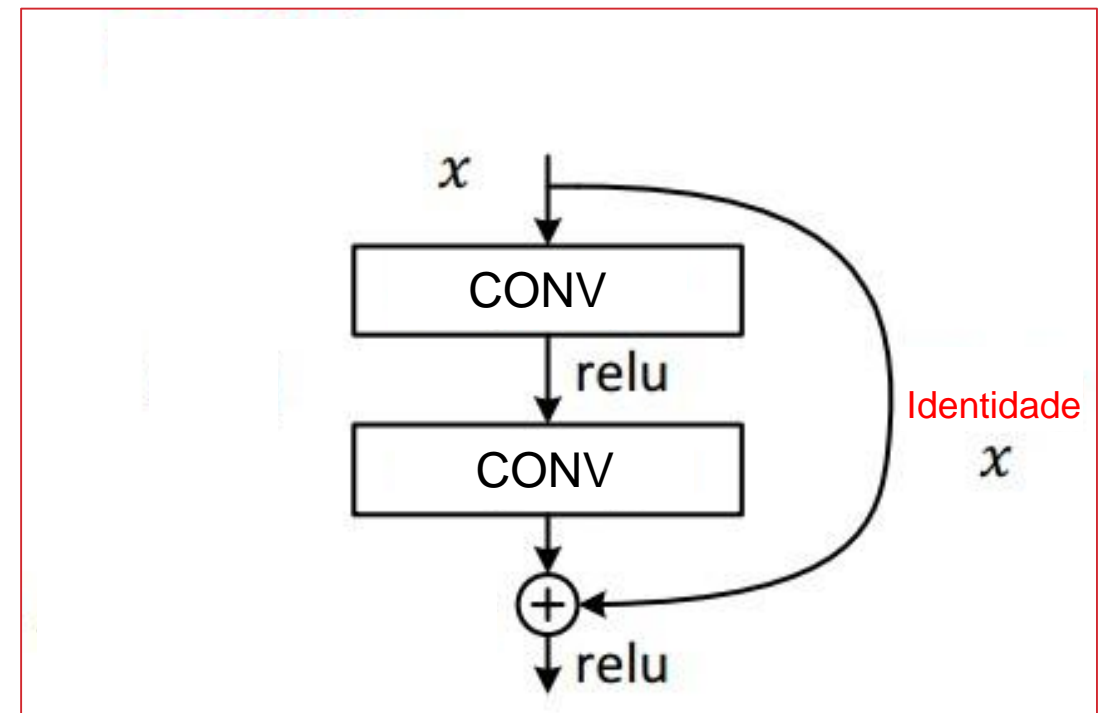 x
CONV
relu
Identidade
x
CONV
+
relu